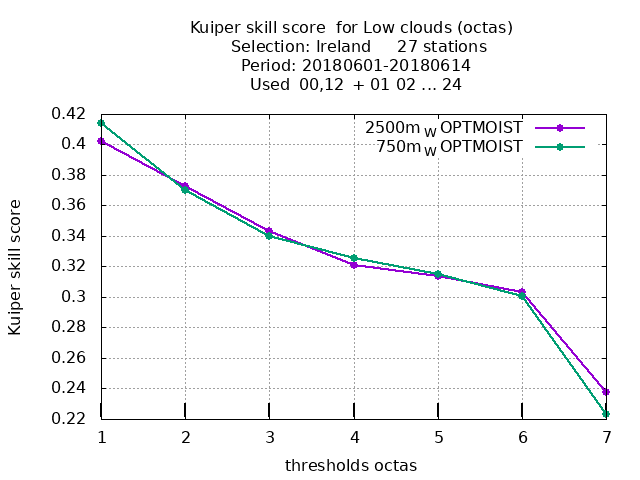 Kuiper skill score  for Low clouds (octas)
Selection: Ireland     27 stations
Period: 20180601-20180614
Used  00,12  + 01 02 ... 24
2500m W OPTMOIST
750m W OPTMOIST
0.42
0.4
0.38
0.36
0.34
0.32
0.3
0.28
0.26
0.24
0.22
Kuiper skill score
1 2 3 4 5 6 7
thresholds octas